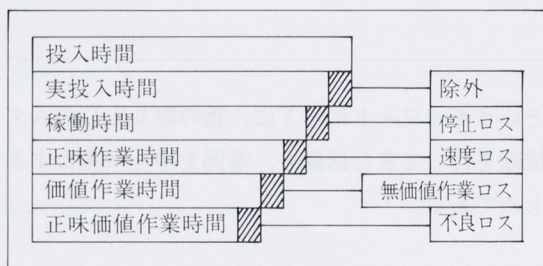 投入時間
実投入時間
除外
稼働時間
停止ロス
正味作業時間
速度ロス
価値作業時間
無価値作業ロス
正味価値作業時間
不良ロス